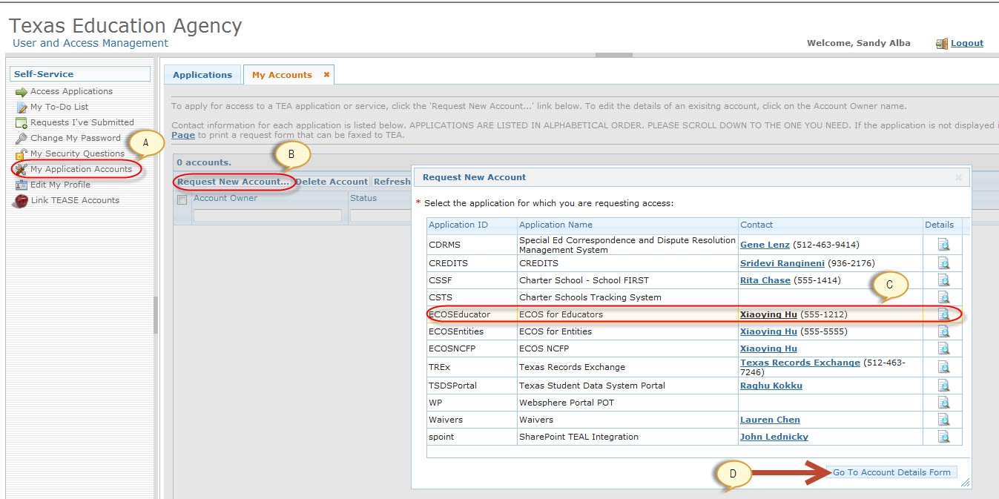 Texas Education Agency
User and Access Management
Welcome, Sandy Alba
Logout
Self-Service
Access Applications
My To-Do List
Requests I've Submitted
Change My Password
My Security Questions
My Application Accounts
Edit My Profile
Link TEASE Accounts
A
Applications
My Accounts
To apply for access to a TEA application or service, click the 'Request New Account...' link below. To edit the details of an exisitng account, click on the Account Owner name.
Contact information for each application is listed below. APPLICATIONS ARE LISTED IN ALPHABETICAL ORDER. PLEASE SCROLL DOWN TO THE ONE YOU NEED. If the application is not displayed i
Page to print a request form that can be faxed to TEA.
B
0 accounts.
Request New Account... Delete Account Refresh
Account Owner Status
Request New Account
* Select the application for which you are requesting access:
Application ID Application Name Contact Details
CDRMS Special Ed Correspondence and Dispute Resolution Management System Gene Lenz (512-463-9414)
CREDITS CREDITS Sridevi Rangineni (936-2176)
CSSF Charter School - School FIRST Rita Chase (555-1414)
CSTS Charter Schools Tracking System
C
ECOSEducator ECOS for Educators Xiaoying Hu (555-1212)
ECOSEntities ECOS for Entities Xiaoying Hu (555-5555)
ECOSNCFP ECOS NCFP Xiaoying Hu
TREx Texas Records Exchange Texas Records Exchange (512-463-7246)
TSDSPortal Texas Student Data System Portal Raghu Kokku
WP Websphere Portal POT
Waivers Waivers Lauren Chen
spoint SharePoint TEAL Integration John Lednicky
D
Go To Account Details Form